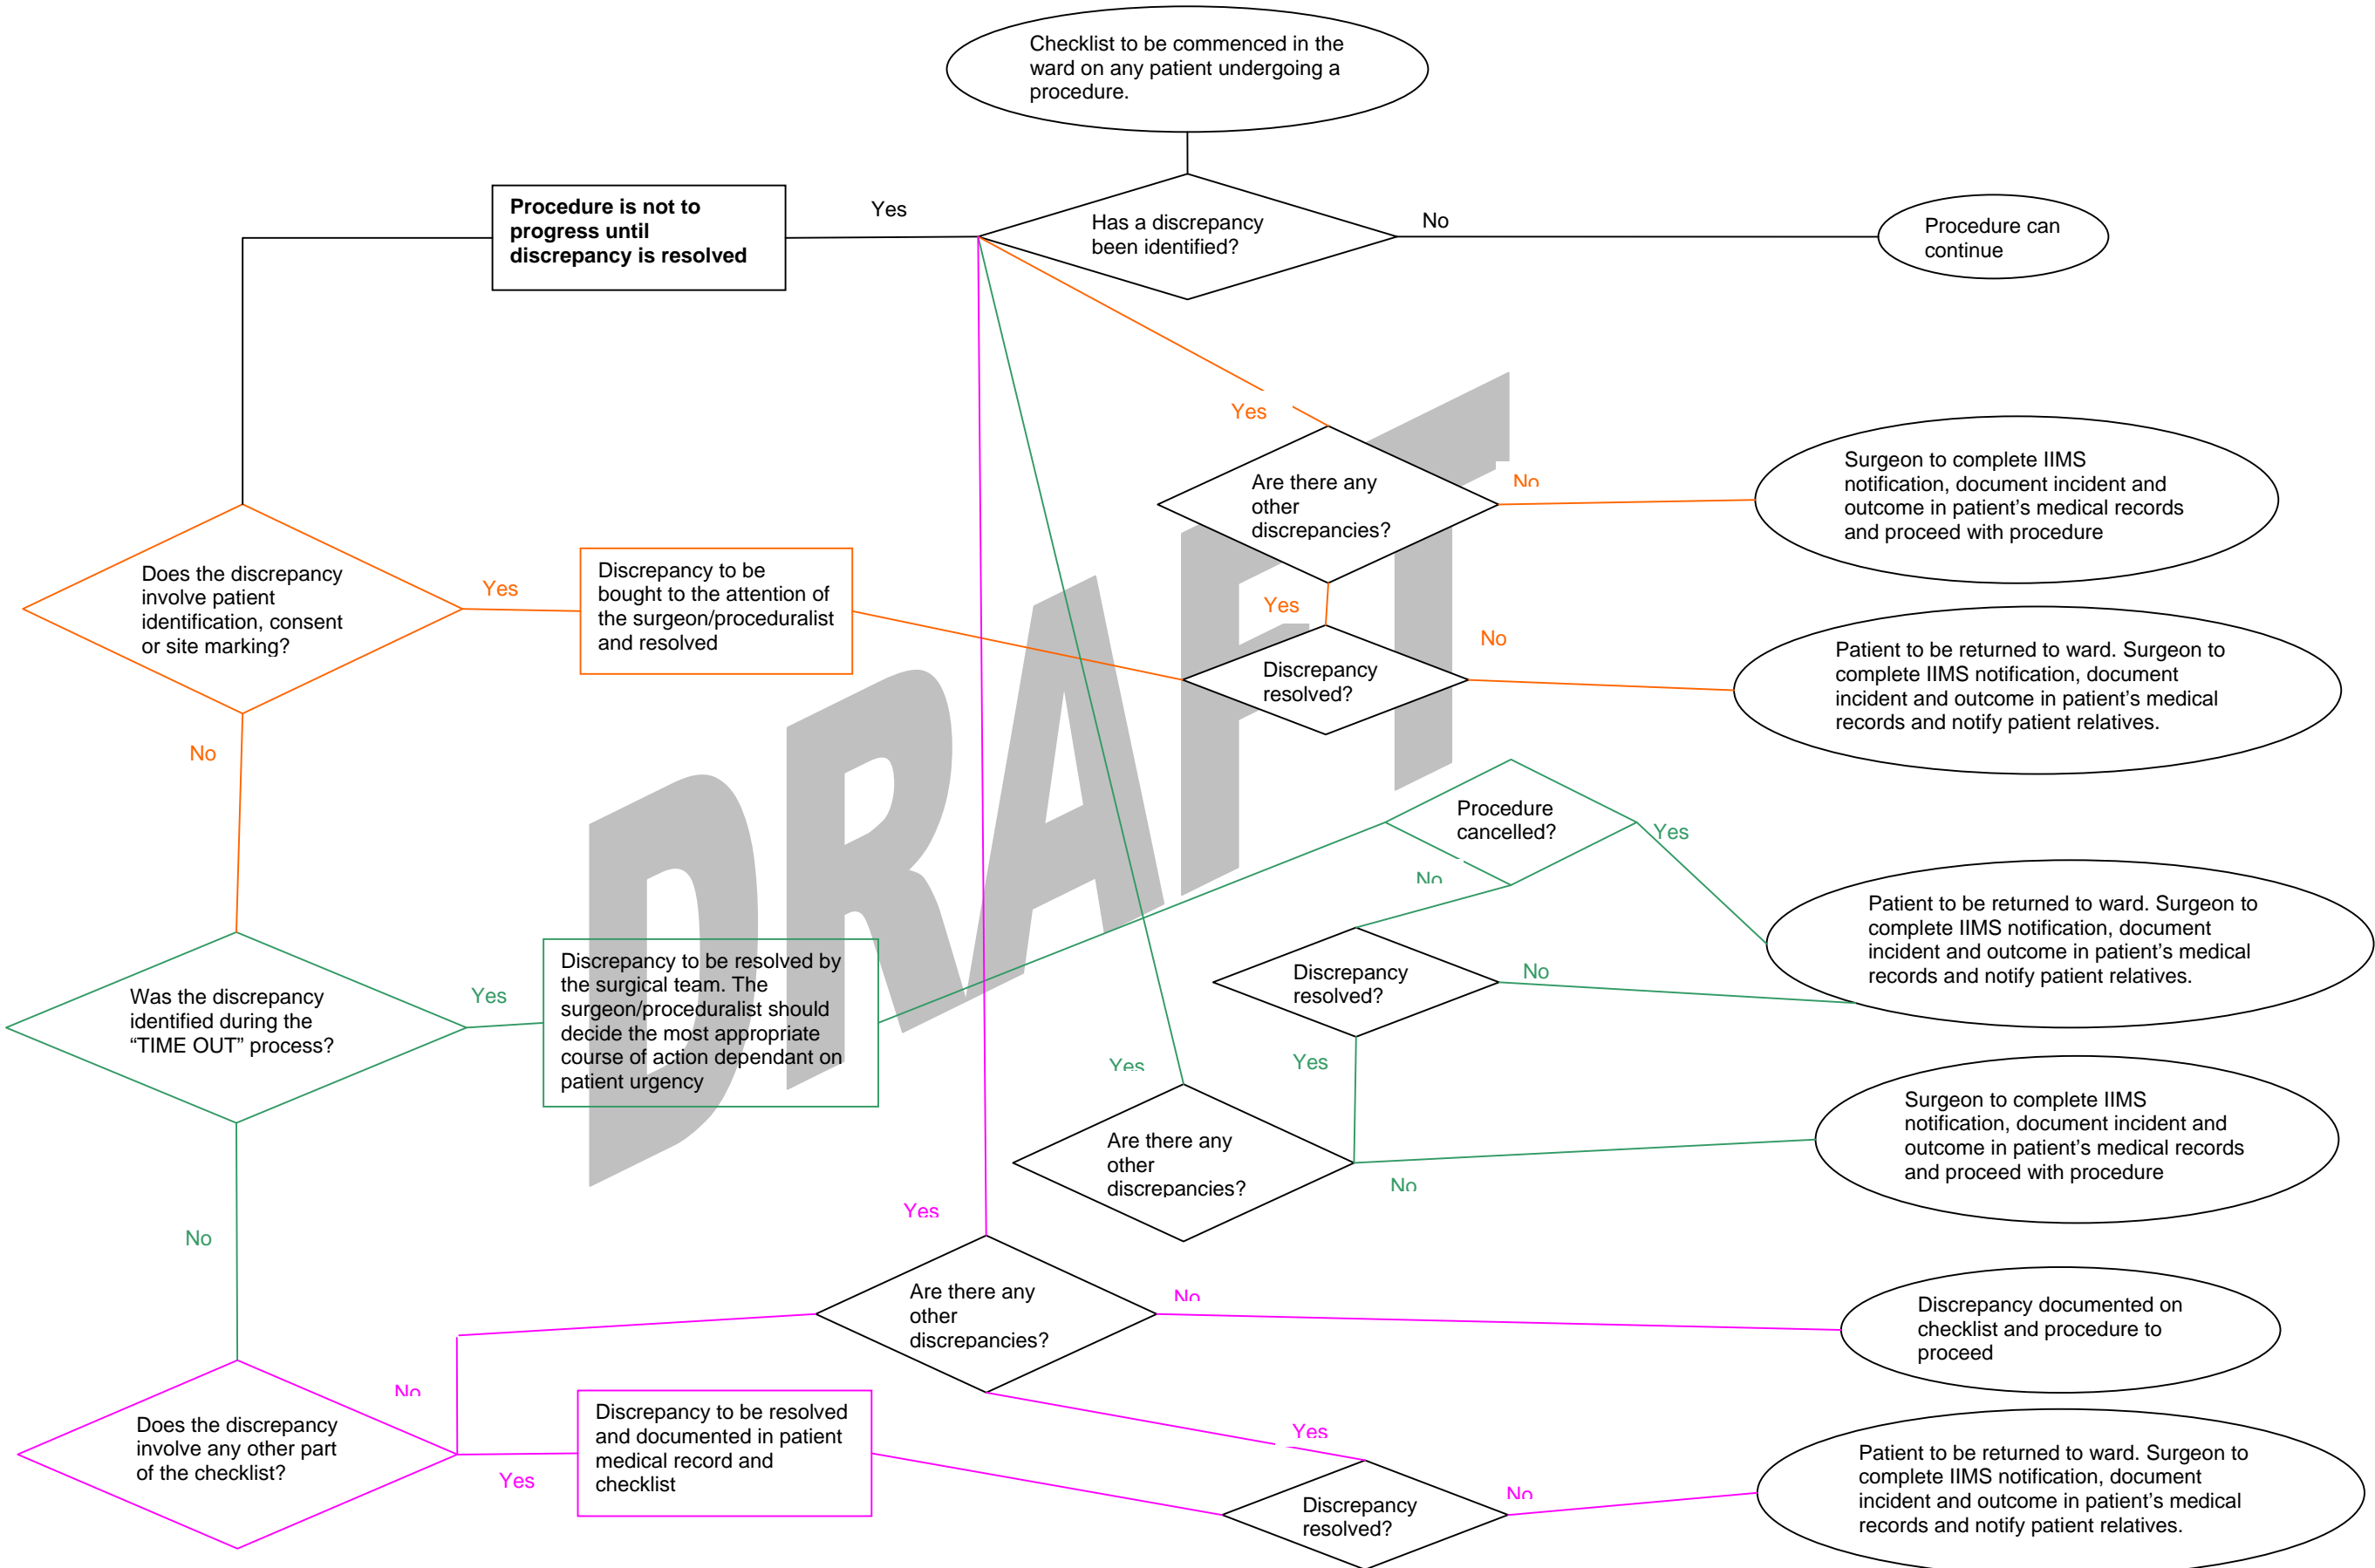 Checklist to be commenced in the
ward on any patient undergoing a
procedure.
Procedure is not to
progress until
discrepancy is resolved
Yes
Has a discrepancy
been identified?
No
Procedure can
continue
Yes
Are there any
other
discrepancies?
No
Surgeon to complete IIMS
notification, document incident and
outcome in patient’s medical records
and proceed with procedure
Does the discrepancy
involve patient
identification, consent
or site marking?
Yes
Discrepancy to be
bought to the attention of
the surgeon/proceduralist
and resolved
Yes
Discrepancy
resolved?
No
Patient to be returned to ward. Surgeon to
complete IIMS notification, document
incident and outcome in patient’s medical
records and notify patient relatives.
No
DRAFT
Procedure
cancelled?
Yes
No
Patient to be returned to ward. Surgeon to
complete IIMS notification, document
incident and outcome in patient’s medical
records and notify patient relatives.
Was the discrepancy
identified during the
“TIME OUT” process?
Yes
Discrepancy to be resolved by
the surgical team. The
surgeon/proceduralist should
decide the most appropriate
course of action dependant on
patient urgency
Discrepancy
resolved?
No
Yes
Yes
Are there any
other
discrepancies?
No
Surgeon to complete IIMS
notification, document incident and
outcome in patient’s medical records
and proceed with procedure
No
Yes
Are there any
other
discrepancies?
No
Discrepancy documented on
checklist and procedure to
proceed
Does the discrepancy
involve any other part
of the checklist?
No
Yes
Discrepancy to be resolved
and documented in patient
medical record and
checklist
Yes
Discrepancy
resolved?
No
Patient to be returned to ward. Surgeon to
complete IIMS notification, document
incident and outcome in patient’s medical
records and notify patient relatives.